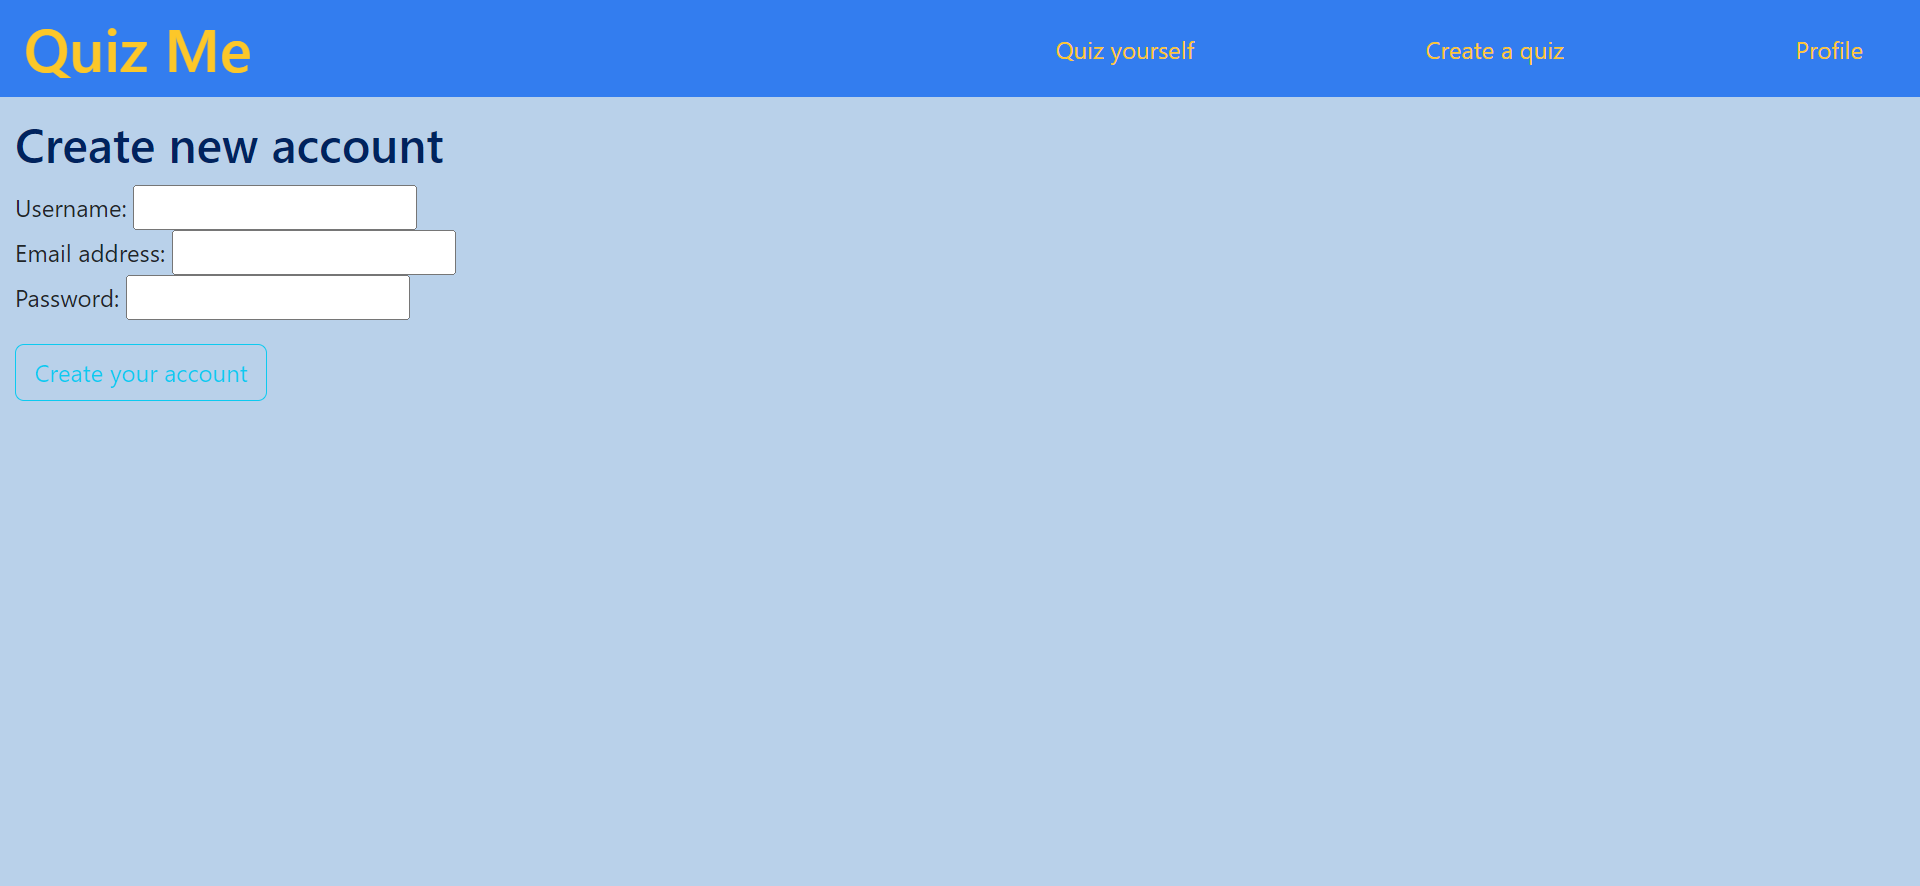 Quiz Me
Quiz yourself
Create a quiz
Profile
Create new account
Username:
Email address:
Password:
Create your account